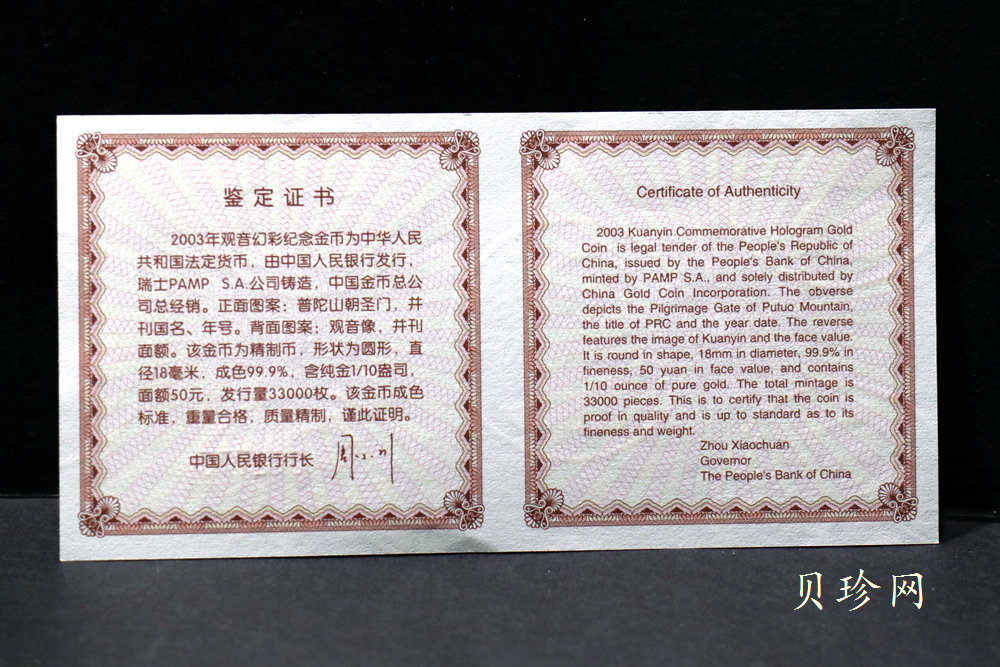 鉴定证书
2003年观音幻彩纪念金币为中华人民
共和国法定货币，由中国人民银行发行，
瑞士PAMP S.A.公司铸造，中国金币总公
司总经销。正面图案：普陀山朝圣门，并
刊国名、年号。背面图案：观音像，并刊
面额。该金币为精制币，形状为圆形，直
径18毫米，成色99.9%，含纯金1/10盎司，
面额50元，发行量33000枚。该金币成色
标准，重量合格，质量精制，谨此证明。
中国人民银行行长 周小川
Certificate of Authenticity
2003 Kuanyin Commemorative Hologram Gold
Coin is legal tender of the People's Republic of
China, issued by the People's Bank of China,
minted by PAMP S.A., and solely distributed by
China Gold Coin Incorporation. The obverse
depicts the Pilgrimage Gate of Putuo Mountain,
the title of PRC and the year date. The reverse
features the image of Kuanyin and the face value.
It is round in shape, 18mm in diameter, 99.9% in
fineness, 50 yuan in face value, and contains
1/10 ounce of pure gold. The total mintage is
33000 pieces. This is to certify that the coin is
proof in quality and is up to standard as to its
fineness and weight.
Zhou Xiaochuan
Governor
The People's Bank of China
贝珍网